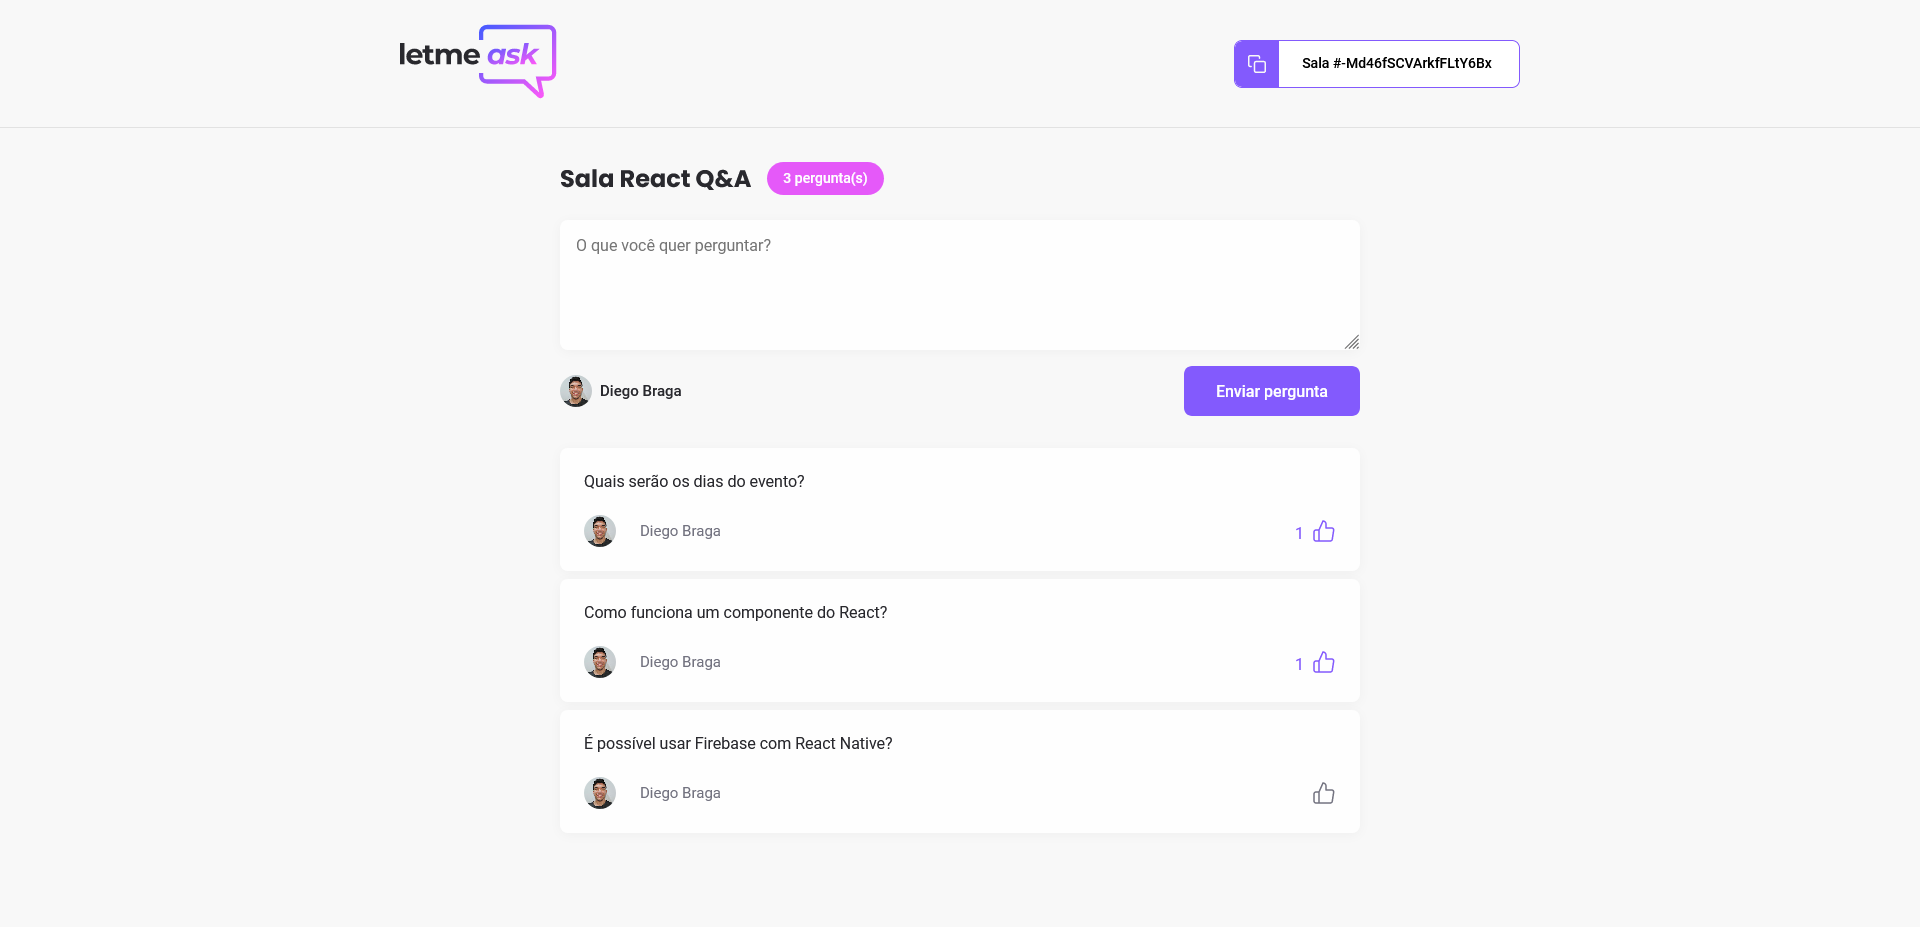 letme ask
Sala #-Md46fSCVArkfFLtY6Bx
Sala React Q&A
3 pergunta(s)
O que você quer perguntar?
Diego Braga
Enviar pergunta
Quais serão os dias do evento?
Diego Braga
1
Como funciona um componente do React?
Diego Braga
1
É possível usar Firebase com React Native?
Diego Braga